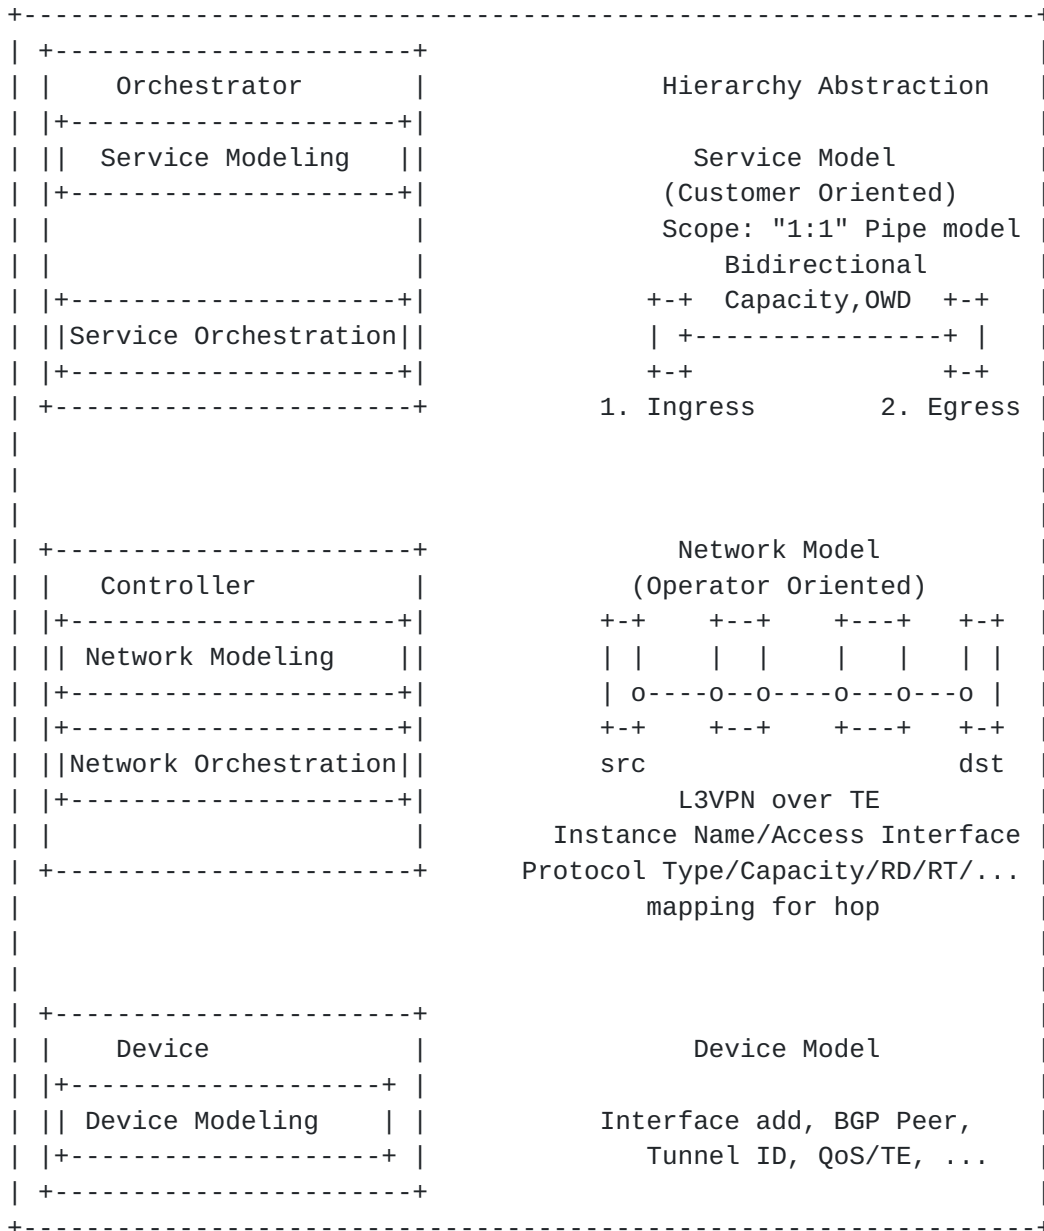 +-----------------------------------------------------------------+
| +-----------------------+                                       |
| |    Orchestrator       |               Hierarchy Abstraction   |
| |+---------------------+|                                       |
| ||  Service Modeling   ||                 Service Model         |
| |+---------------------+|               (Customer Oriented)     |
| |                       |               Scope: "1:1" Pipe model |
| |                       |                   Bidirectional       |
| |+---------------------+|              +-+  Capacity,OWD  +-+   |
| ||Service Orchestration||              | +----------------+ |   |
| |+---------------------+|              +-+                +-+   |
| +-----------------------+           1. Ingress        2. Egress |
|                                                                 |
|                                                                 |
|                                                                 |
| +-----------------------+                Network Model          |
| |   Controller          |             (Operator Oriented)       |
| |+---------------------+|           +-+    +--+    +---+   +-+  |
| || Network Modeling    ||           | |    |  |    |   |   | |  |
| |+---------------------+|           | o----o--o----o---o---o |  |
| |+---------------------+|           +-+    +--+    +---+   +-+  |
| ||Network Orchestration||           src                    dst  |
| |+---------------------+|                L3VPN over TE          |
| |                       |        Instance Name/Access Interface |
| +-----------------------+      Protocol Type/Capacity/RD/RT/... |
|                                        mapping for hop          |
|                                                                 |
|                                                                 |
| +-----------------------+                                       |
| |    Device             |                 Device Model          |
| |+--------------------+ |                                       |
| || Device Modeling    | |           Interface add, BGP Peer,    |
| |+--------------------+ |              Tunnel ID, QoS/TE, ...   |
| +-----------------------+                                       |
+-----------------------------------------------------------------+